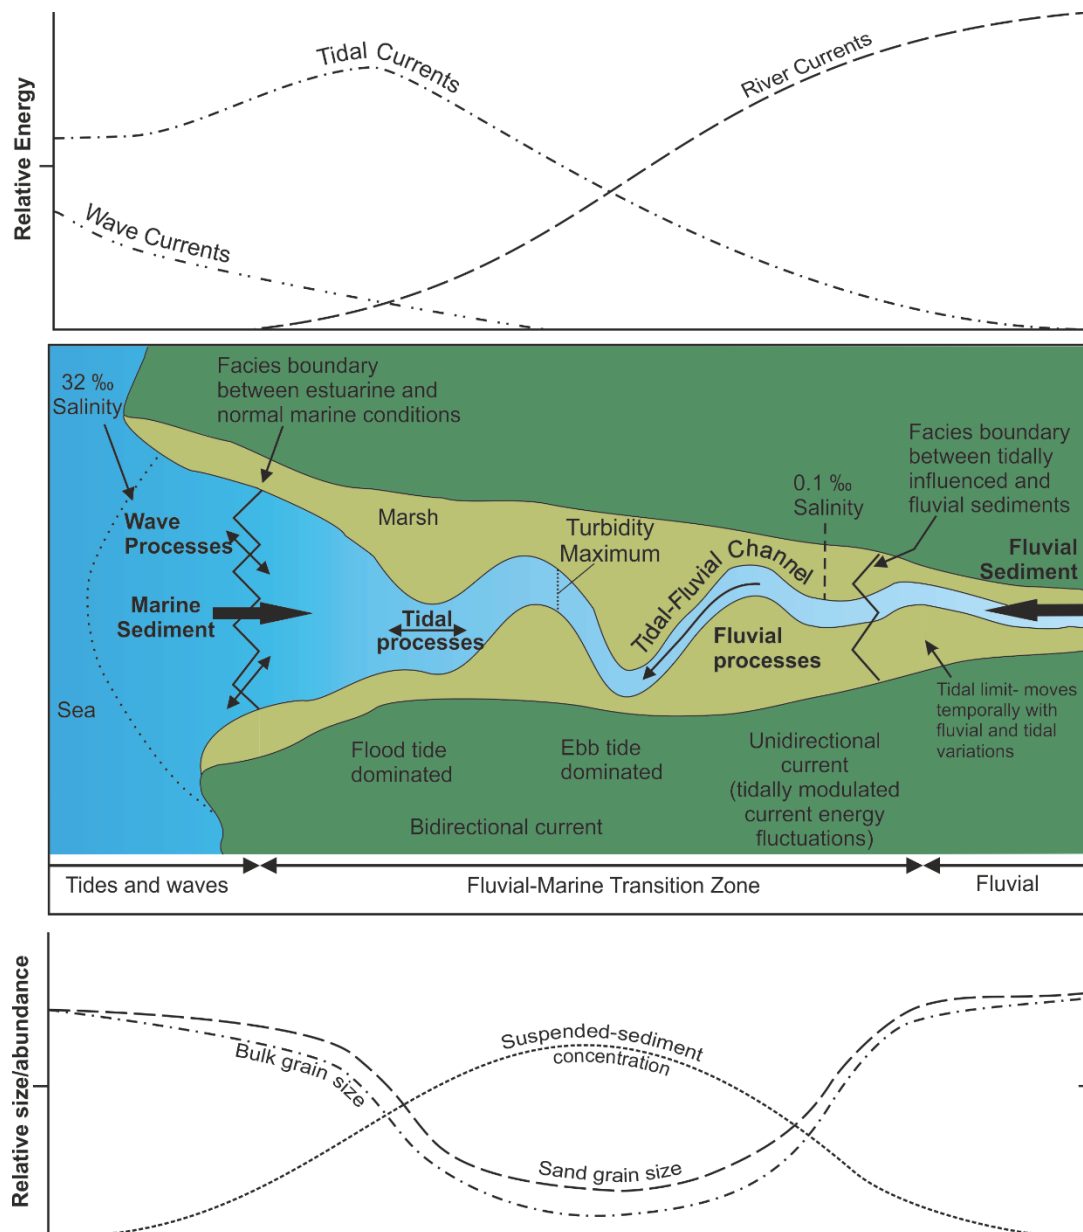 Relative Energy
Tidal Currents
River Currents
Wave Currents
32 ‰
Salinity
Facies boundary
between estuarine and
normal marine conditions
Facies boundary
between tidally
influenced and
fluvial sediments
0.1 ‰
Salinity
Marsh
Wave
Processes
Turbidity
Maximum
Tidal-Fluvial Channel
Fluvial
Sediment
Marine
Sediment
Tidal
processes
Fluvial
processes
Sea
Tidal limit- moves
temporally with
fluvial and tidal
variations
Flood tide
dominated
Ebb tide
dominated
Unidirectional
current
(tidally modulated
current energy
fluctuations)
Bidirectional current
Tides and waves
Fluvial-Marine Transition Zone
Fluvial
Relative size/abundance
Bulk grain size
Suspended-sediment
concentration
Sand grain size